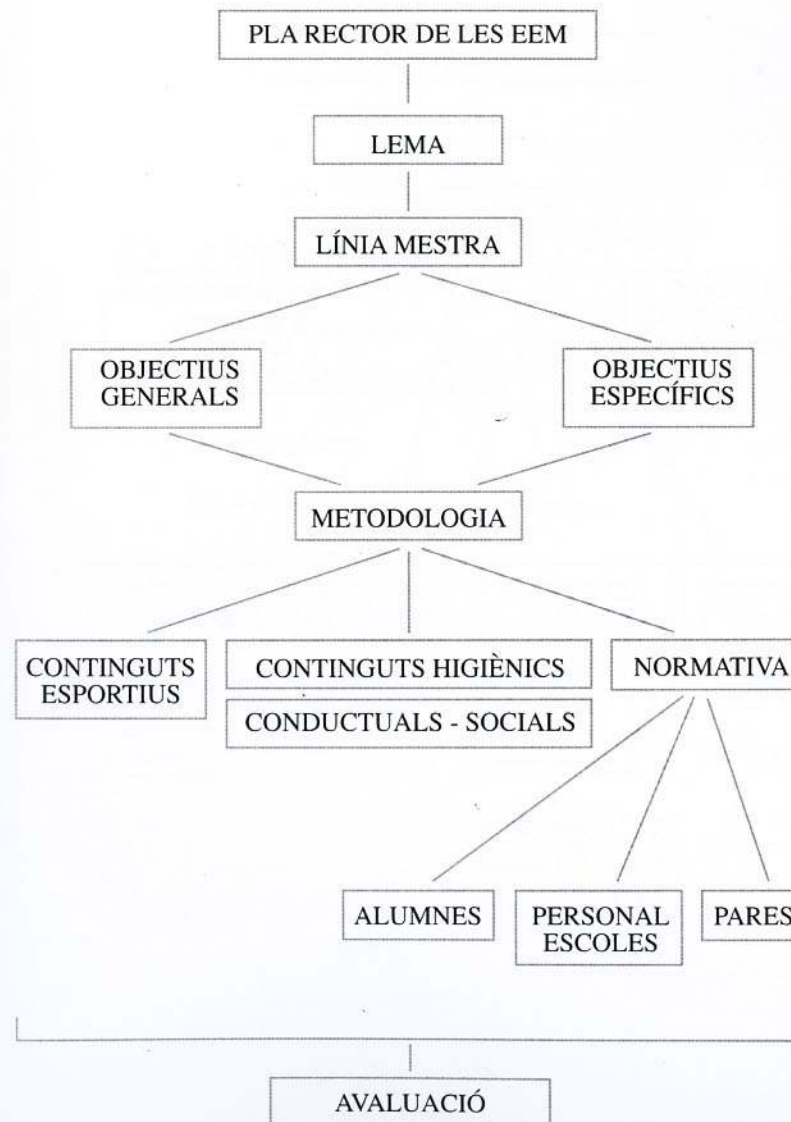 PLA RECTOR DE LES EEM
LEMA
LÍNIA MESTRA
OBJECTIUS
GENERALS
OBJECTIUS
ESPECÍFICS
METODOLOGIA
CONTINGUTS
ESPORTIUS
CONTINGUTS HIGIÈNICS
CONDUCTUALS - SOCIALS
NORMATIVA
ALUMNES
PERSONAL
ESCOLES
PARES
AVALUACIÓ